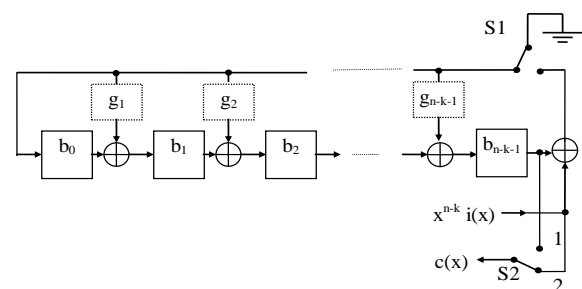 S1
g₁
g₂
gₙ₋ₖ₋₁
b₀
b₁
b₂
bₙ₋ₖ₋₁
xⁿ⁻ᵏ i(x)
1
c(x)
S2
2